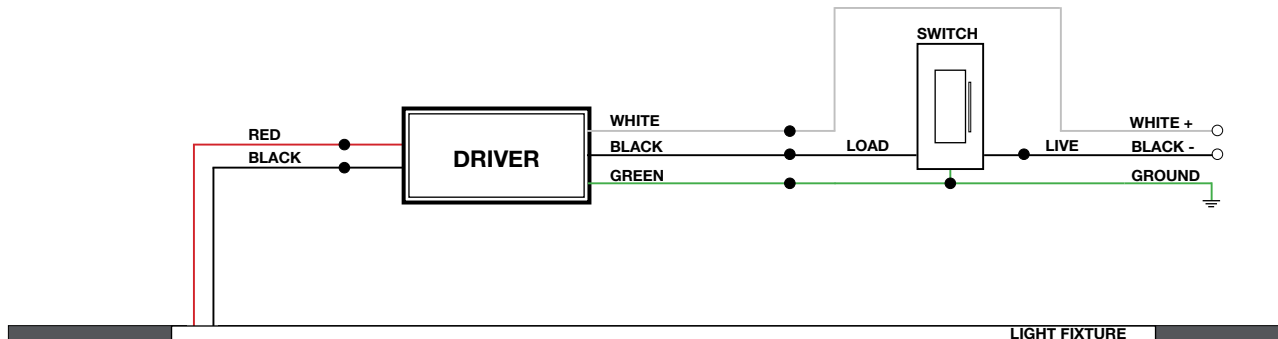 SWITCH
WHITE
WHITE +
RED
BLACK
LOAD
LIVE
BLACK -
BLACK
DRIVER
GREEN
GROUND
LIGHT FIXTURE